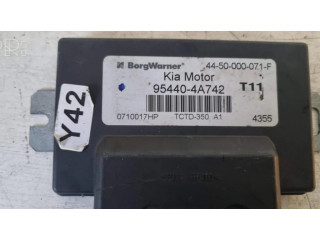 BorgWarner 44-50-000-071-F
Kia Motor
95440-4A742 T11
0710017HP TCTD-350 A1 4355
Y42